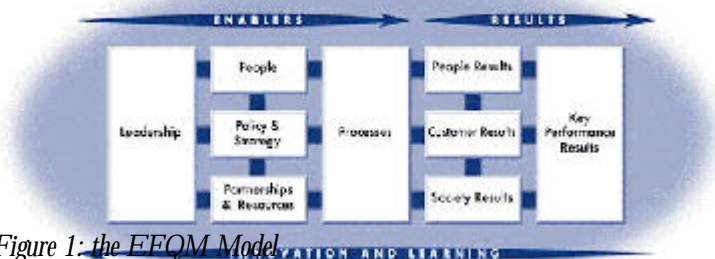 ENABLERS
RESULTS
Leadership
People
Policy &
Strategy
Partnerships
& Resources
Processes
People Results
Customer Results
Society Results
Key
Performance
Results
Figure 1: the EFQM Model
AND LEARNING